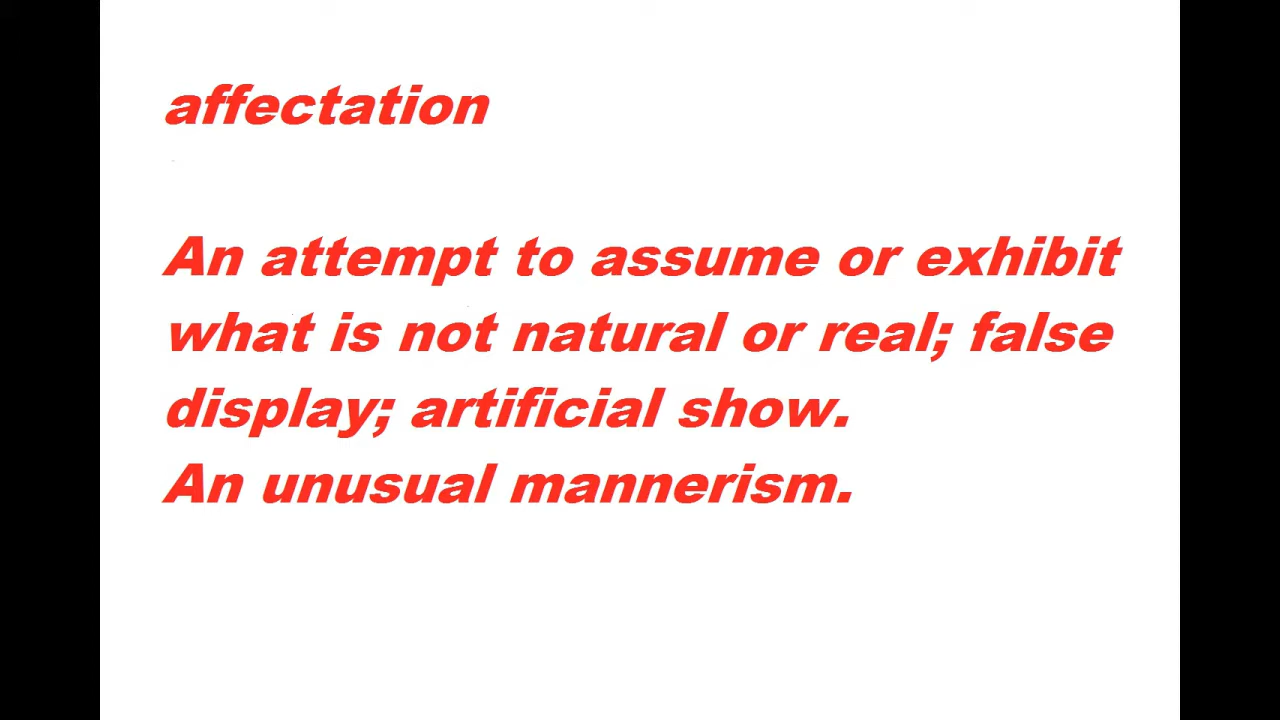 affectation
An attempt to assume or exhibit
what is not natural or real; false
display; artificial show.
An unusual mannerism.